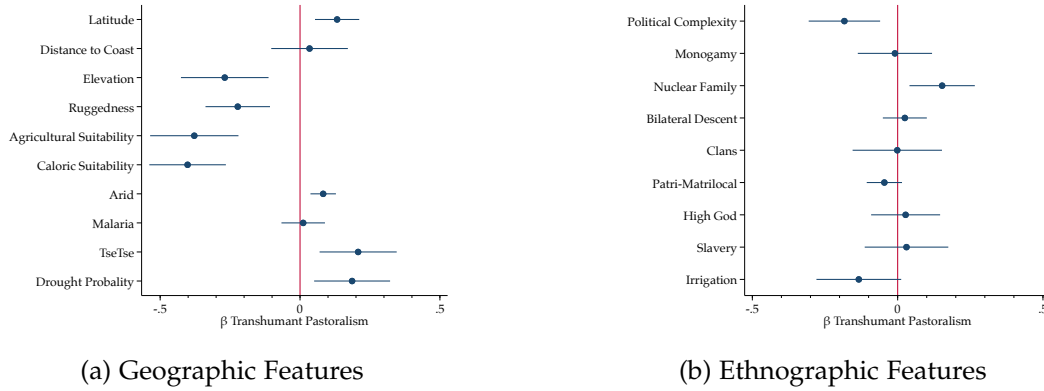 Latitude
Distance to Coast
Elevation
Ruggedness
Agricultural Suitability
Caloric Suitability
Arid
Malaria
TseTse
Drought Probality
-.5 0 .5
β Transhumant Pastoralism
(a) Geographic Features
Political Complexity
Monogamy
Nuclear Family
Bilateral Descent
Clans
Patri-Matrilocal
High God
Slavery
Irrigation
-.5 0 .5
β Transhumant Pastoralism
(b) Ethnographic Features